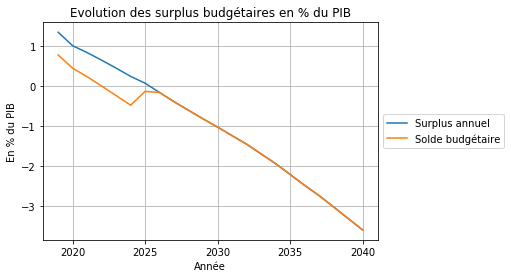 Evolution des surplus budgétaires en % du PIB
En % du PIB
1
0
−1
−2
−3
2020 2025 2030 2035 2040
Année
Surplus annuel
Solde budgétaire